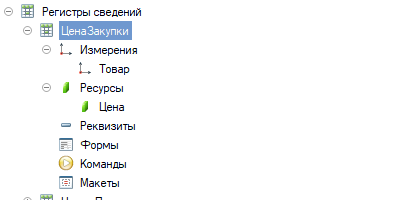 Регистры сведений
ЦенаЗакупки
Измерения
Товар
Ресурсы
Цена
Реквизиты
Формы
Команды
Макеты